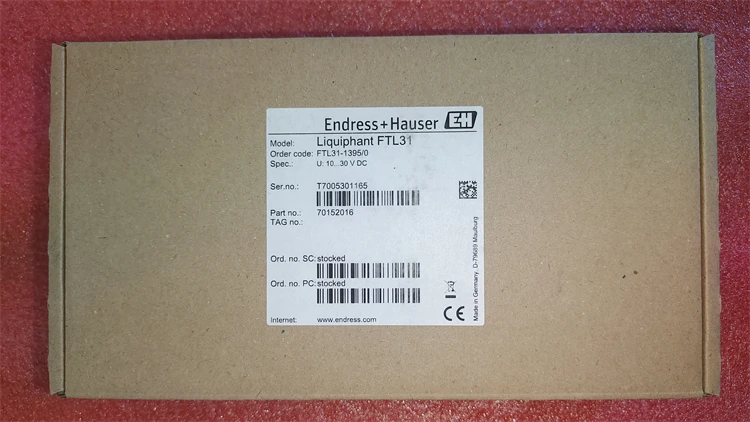 Endress+Hauser EH
Model: Liquiphant FTL31
Order code: FTL31-1395/0
Spec.: U: 10...30 V DC
Ser.no.: T7005301165
Part no.: 70152016
TAG no.:
Ord. no. SC: stocked
Ord. no. PC: stocked
Internet: www.endress.com
CE
Made in Germany, D-79689 Maulburg